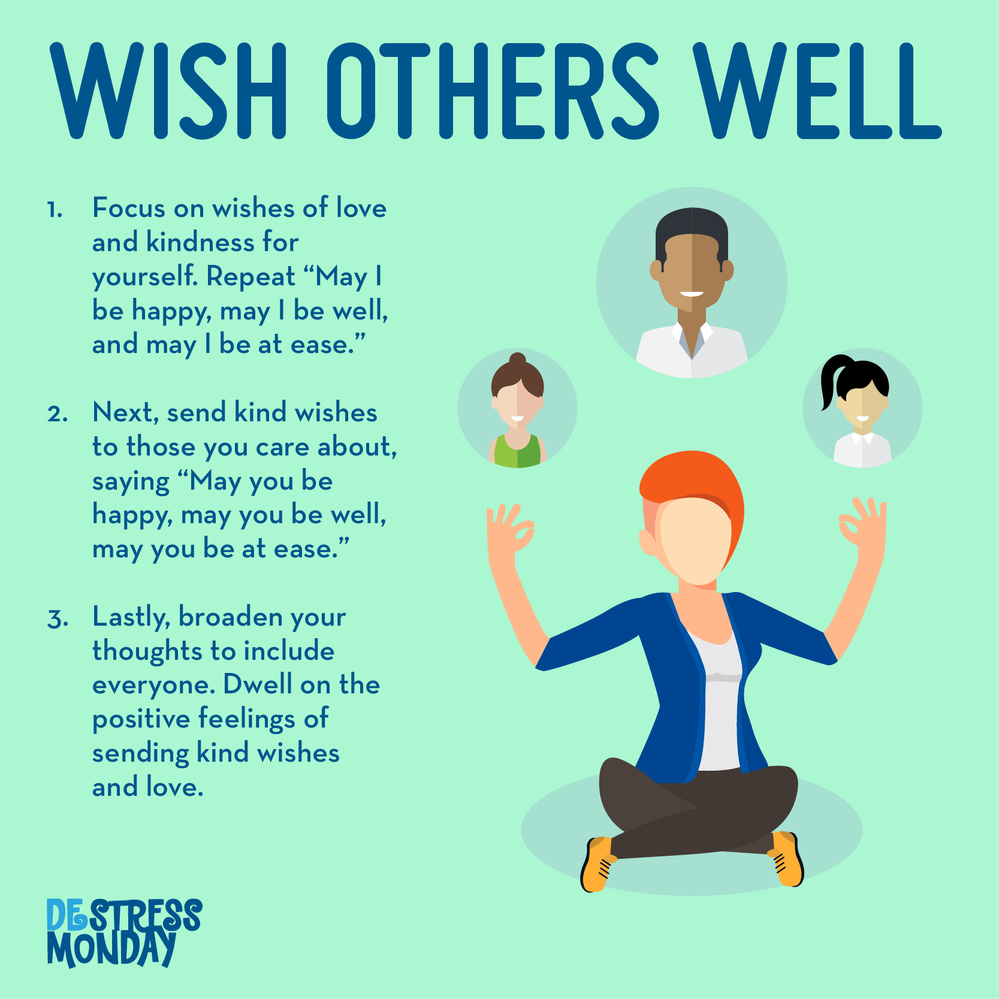 WISH OTHERS WELL
1. Focus on wishes of love
and kindness for
yourself. Repeat “May I
be happy, may I be well,
and may I be at ease.”
2. Next, send kind wishes
to those you care about,
saying “May you be
happy, may you be well,
may you be at ease.”
3. Lastly, broaden your
thoughts to include
everyone. Dwell on the
positive feelings of
sending kind wishes
and love.
DESTRESS
MONDAY